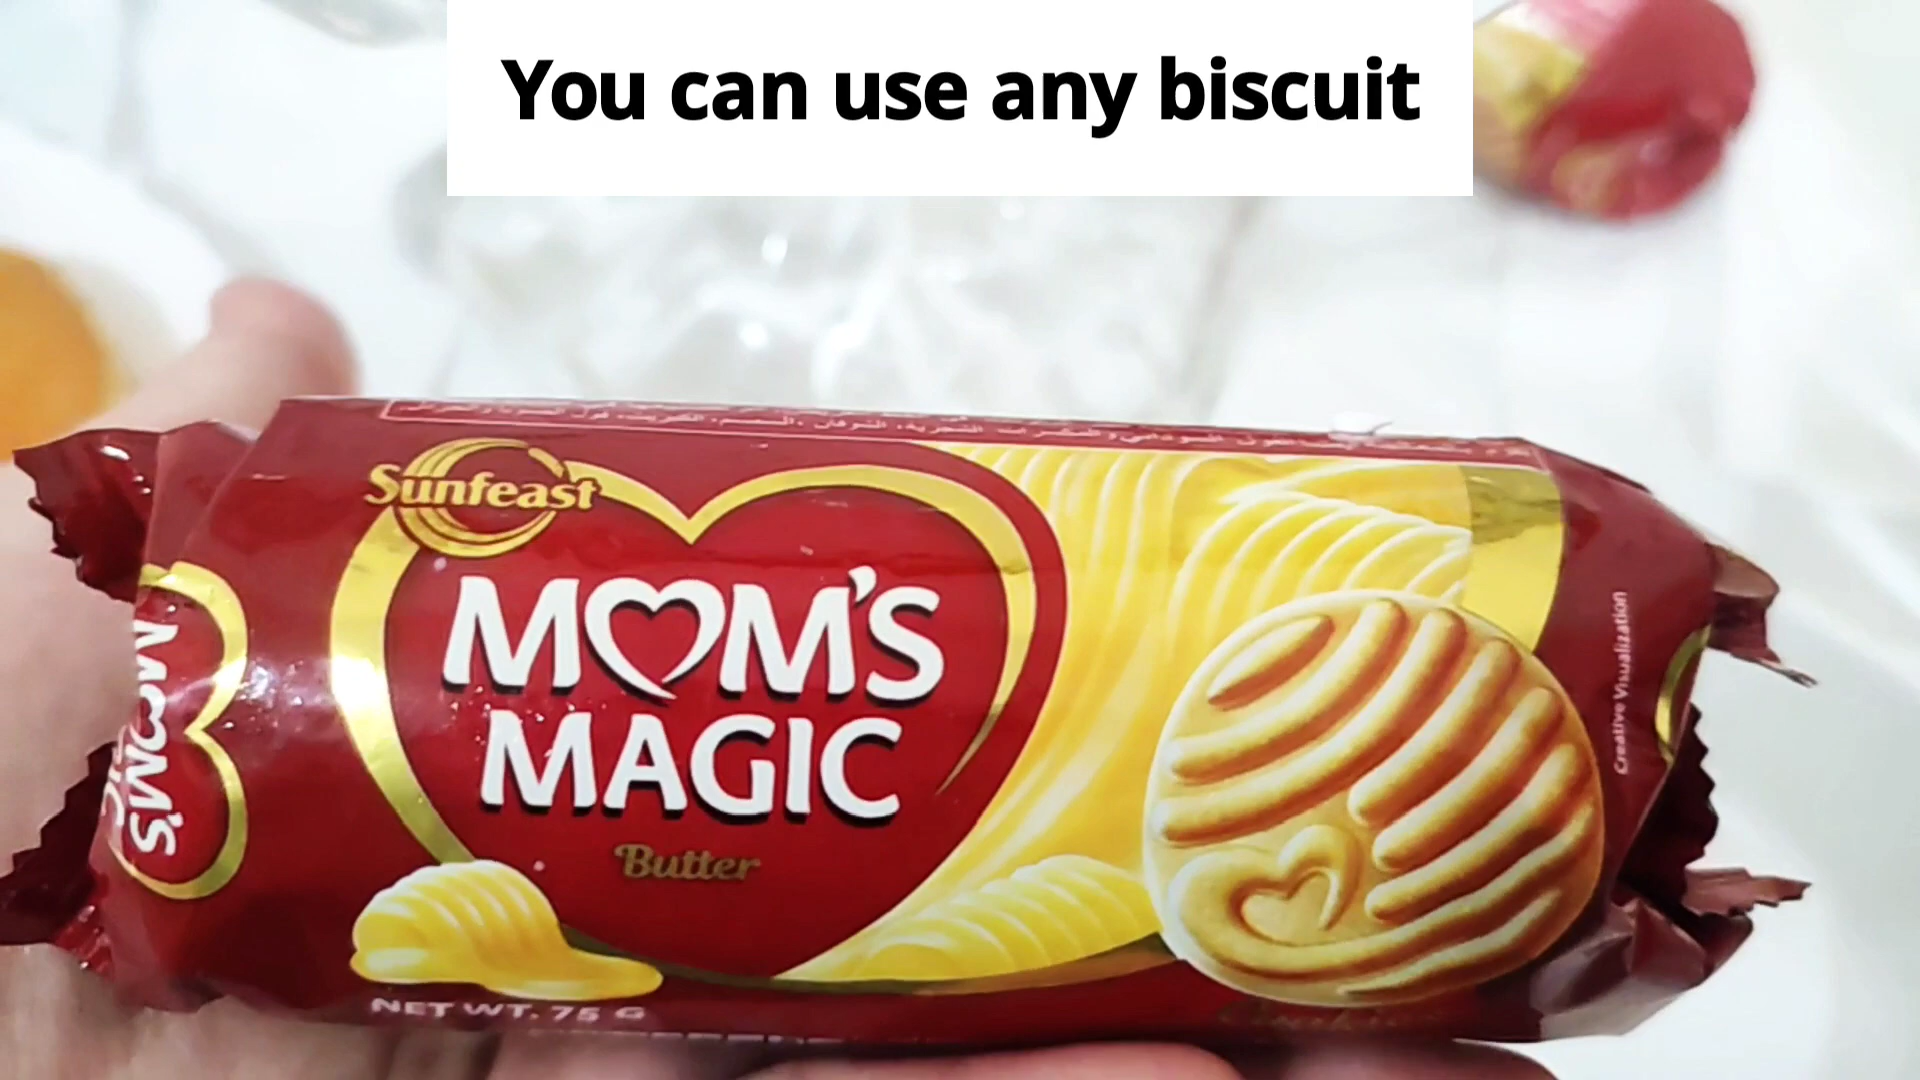 You can use any biscuit
Sunfeast
MOM'S
MAGIC
Butter
NET WT. 75 G
Creative Visualization
MOM'S